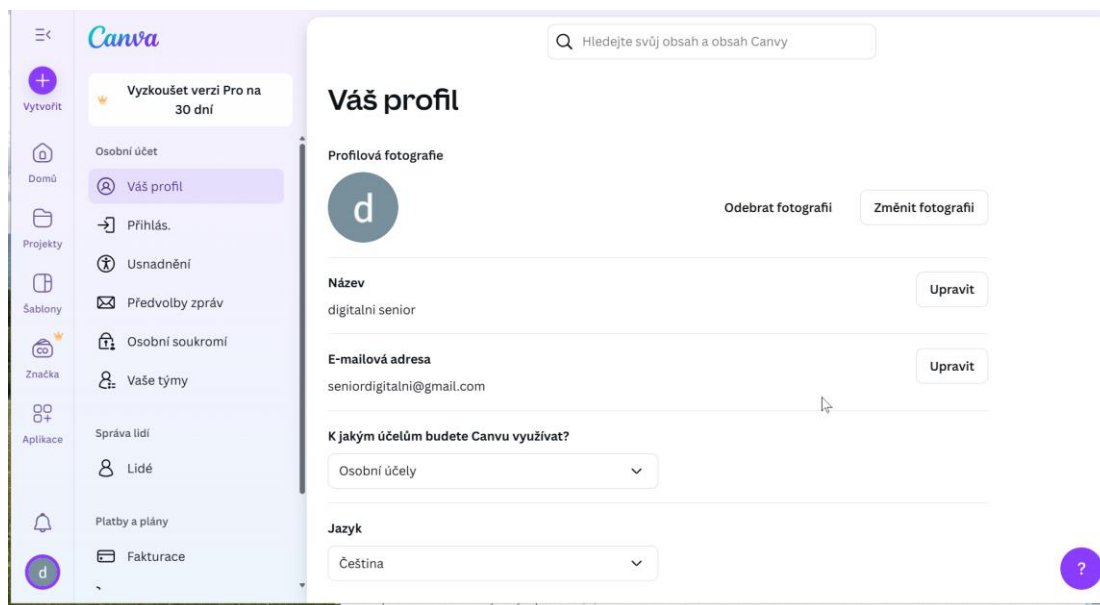 Canva
Hledejte svůj obsah a obsah Canvy
Vytvořit
Domů
Projekty
Šablony
Značka
Aplikace
d
Vyzkoušet verzi Pro na
30 dní
Osobní účet
Váš profil
Přihlás.
Usnadnění
Předvolby zpráv
Osobní soukromí
Vaše týmy
Správa lidí
Lidé
Platby a plány
Fakturace
Váš profil
Profilová fotografie
d
Odebrat fotografii
Změnit fotografii
Název
digitalni senior
Upravit
E-mailová adresa
seniordigitalni@gmail.com
Upravit
K jakým účelům budete Canvu využívat?
Osobní účely
Jazyk
Čeština
?